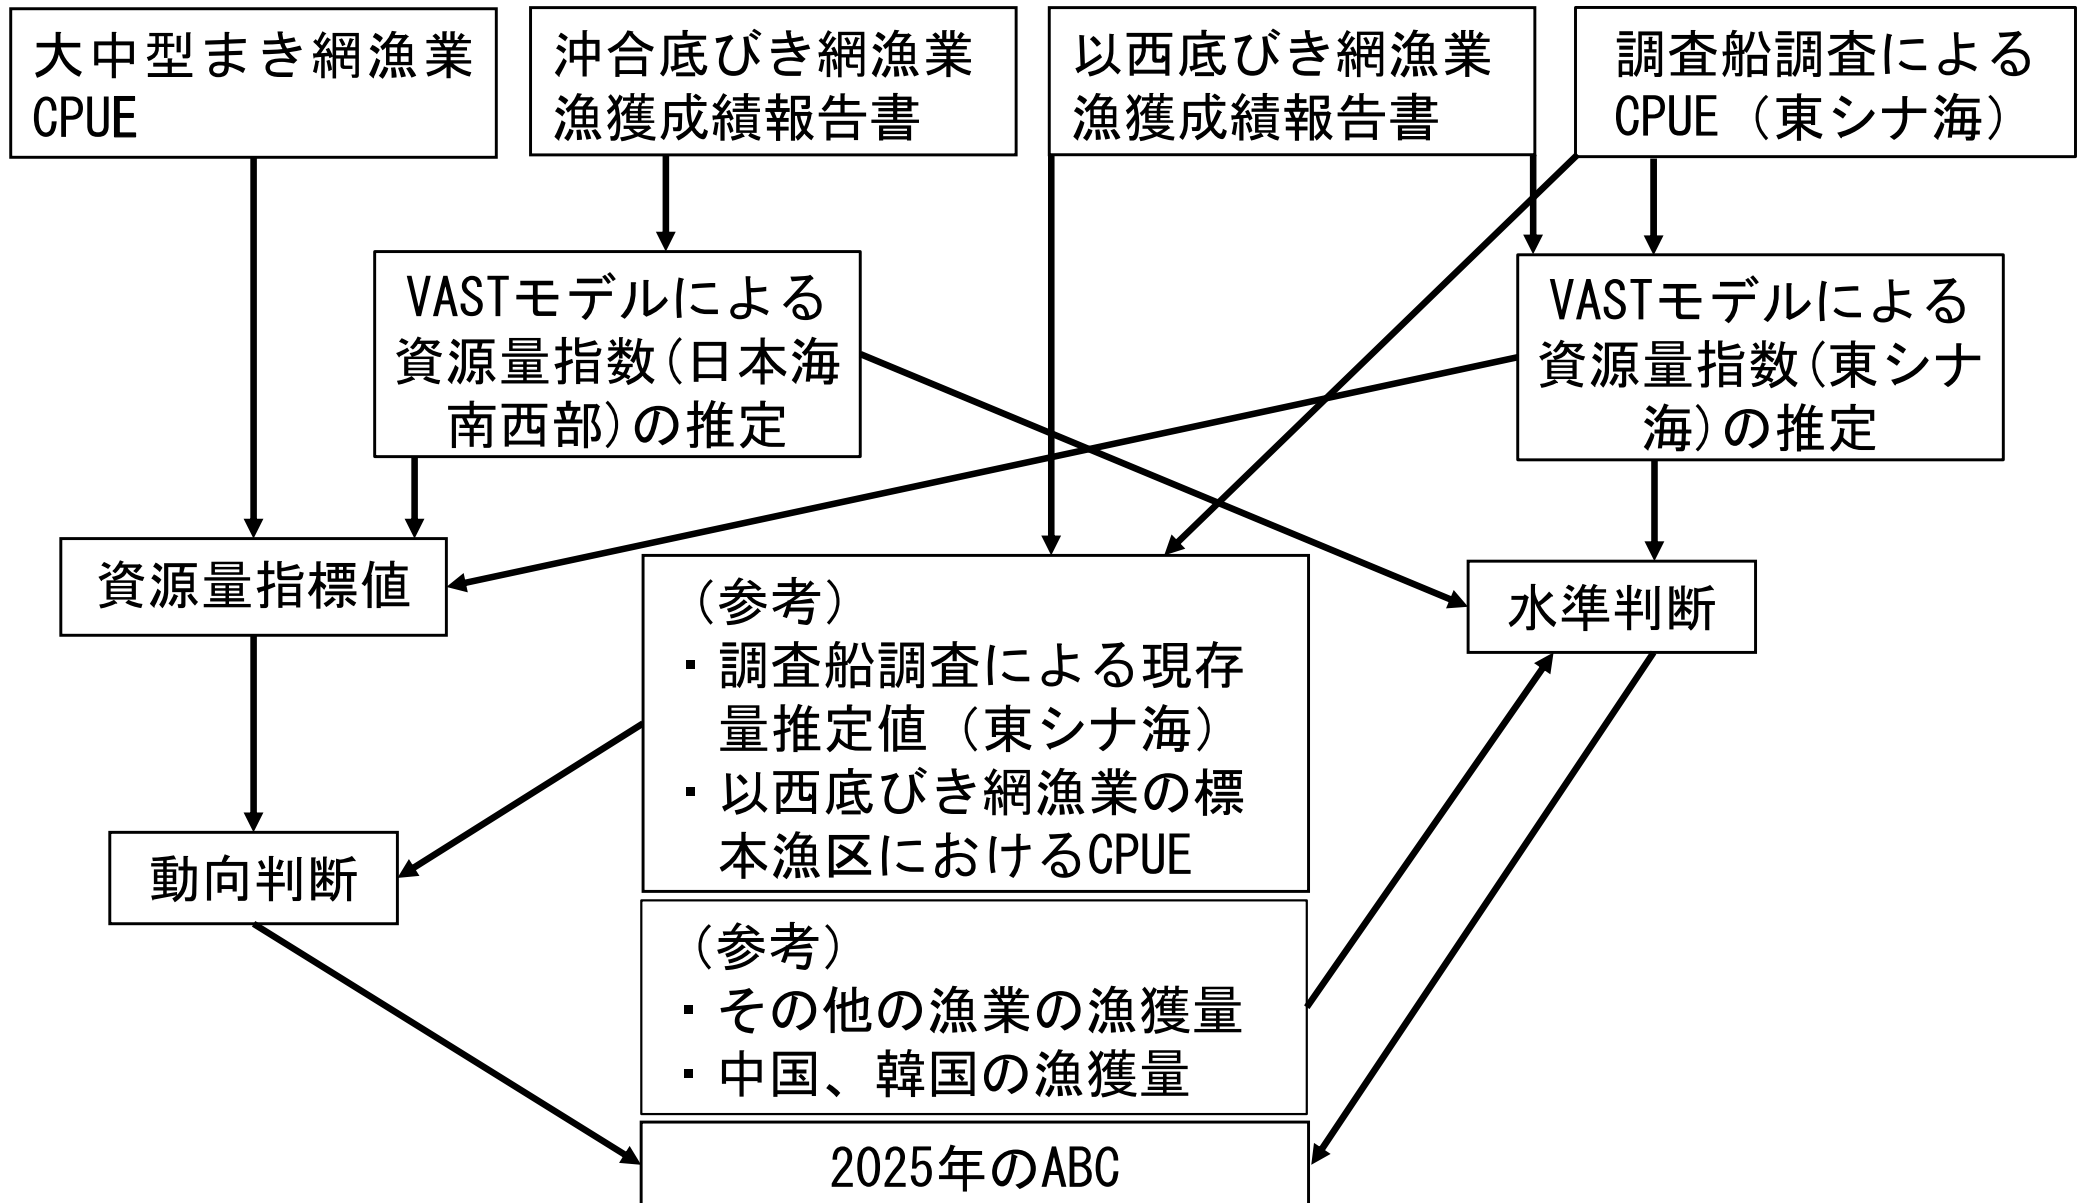 大中型まき網漁業
CPUE
沖合底びき網漁業
漁獲成績報告書
以西底びき網漁業
漁獲成績報告書
調査船調査による
CPUE（東シナ海）
VASTモデルによる
資源量指数(日本海
南西部)の推定
VASTモデルによる
資源量指数(東シナ
海)の推定
資源量指標値
（参考）
・調査船調査による現存
量推定値（東シナ海）
・以西底びき網漁業の標
本漁区におけるCPUE
水準判断
動向判断
（参考）
・その他の漁業の漁獲量
・中国、韓国の漁獲量
2025年のABC